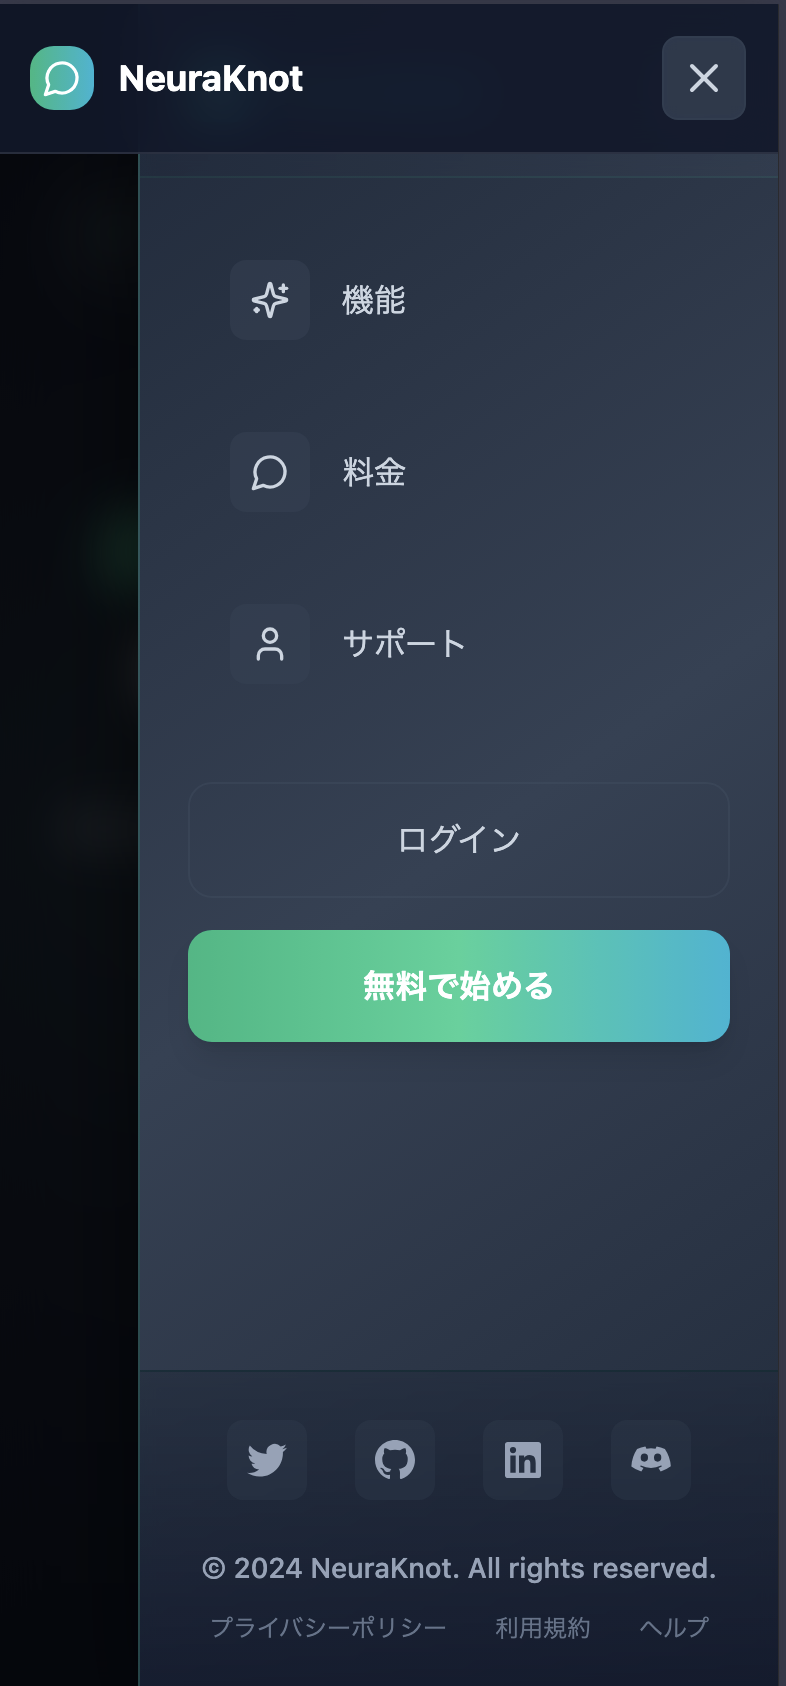 NeuraKnot
機能
料金
サポート
ログイン
無料で始める
© 2024 NeuraKnot. All rights reserved.
プライバシーポリシー 利用規約 ヘルプ